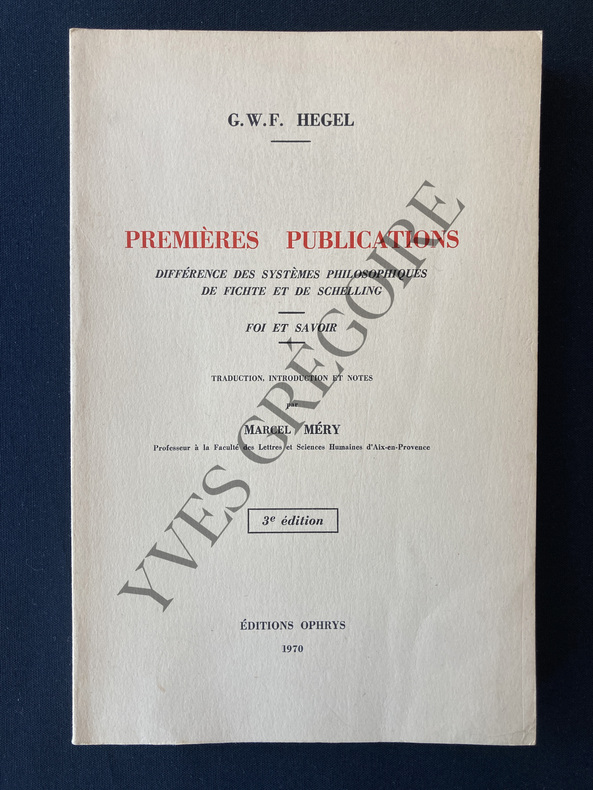 G.W.F. HEGEL
PREMIÈRES PUBLICATIONS
DIFFÉRENCE DES SYSTÈMES PHILOSOPHIQUES
DE FICHTE ET DE SCHELLING
FOI ET SAVOIR
TRADUCTION, INTRODUCTION ET NOTES
par
MARCEL MÉRY
Professeur à la Faculté des Lettres et Sciences Humaines d'Aix-en-Provence
3e édition
ÉDITIONS OPHRYS
1970
YVES GRÉGOIRE